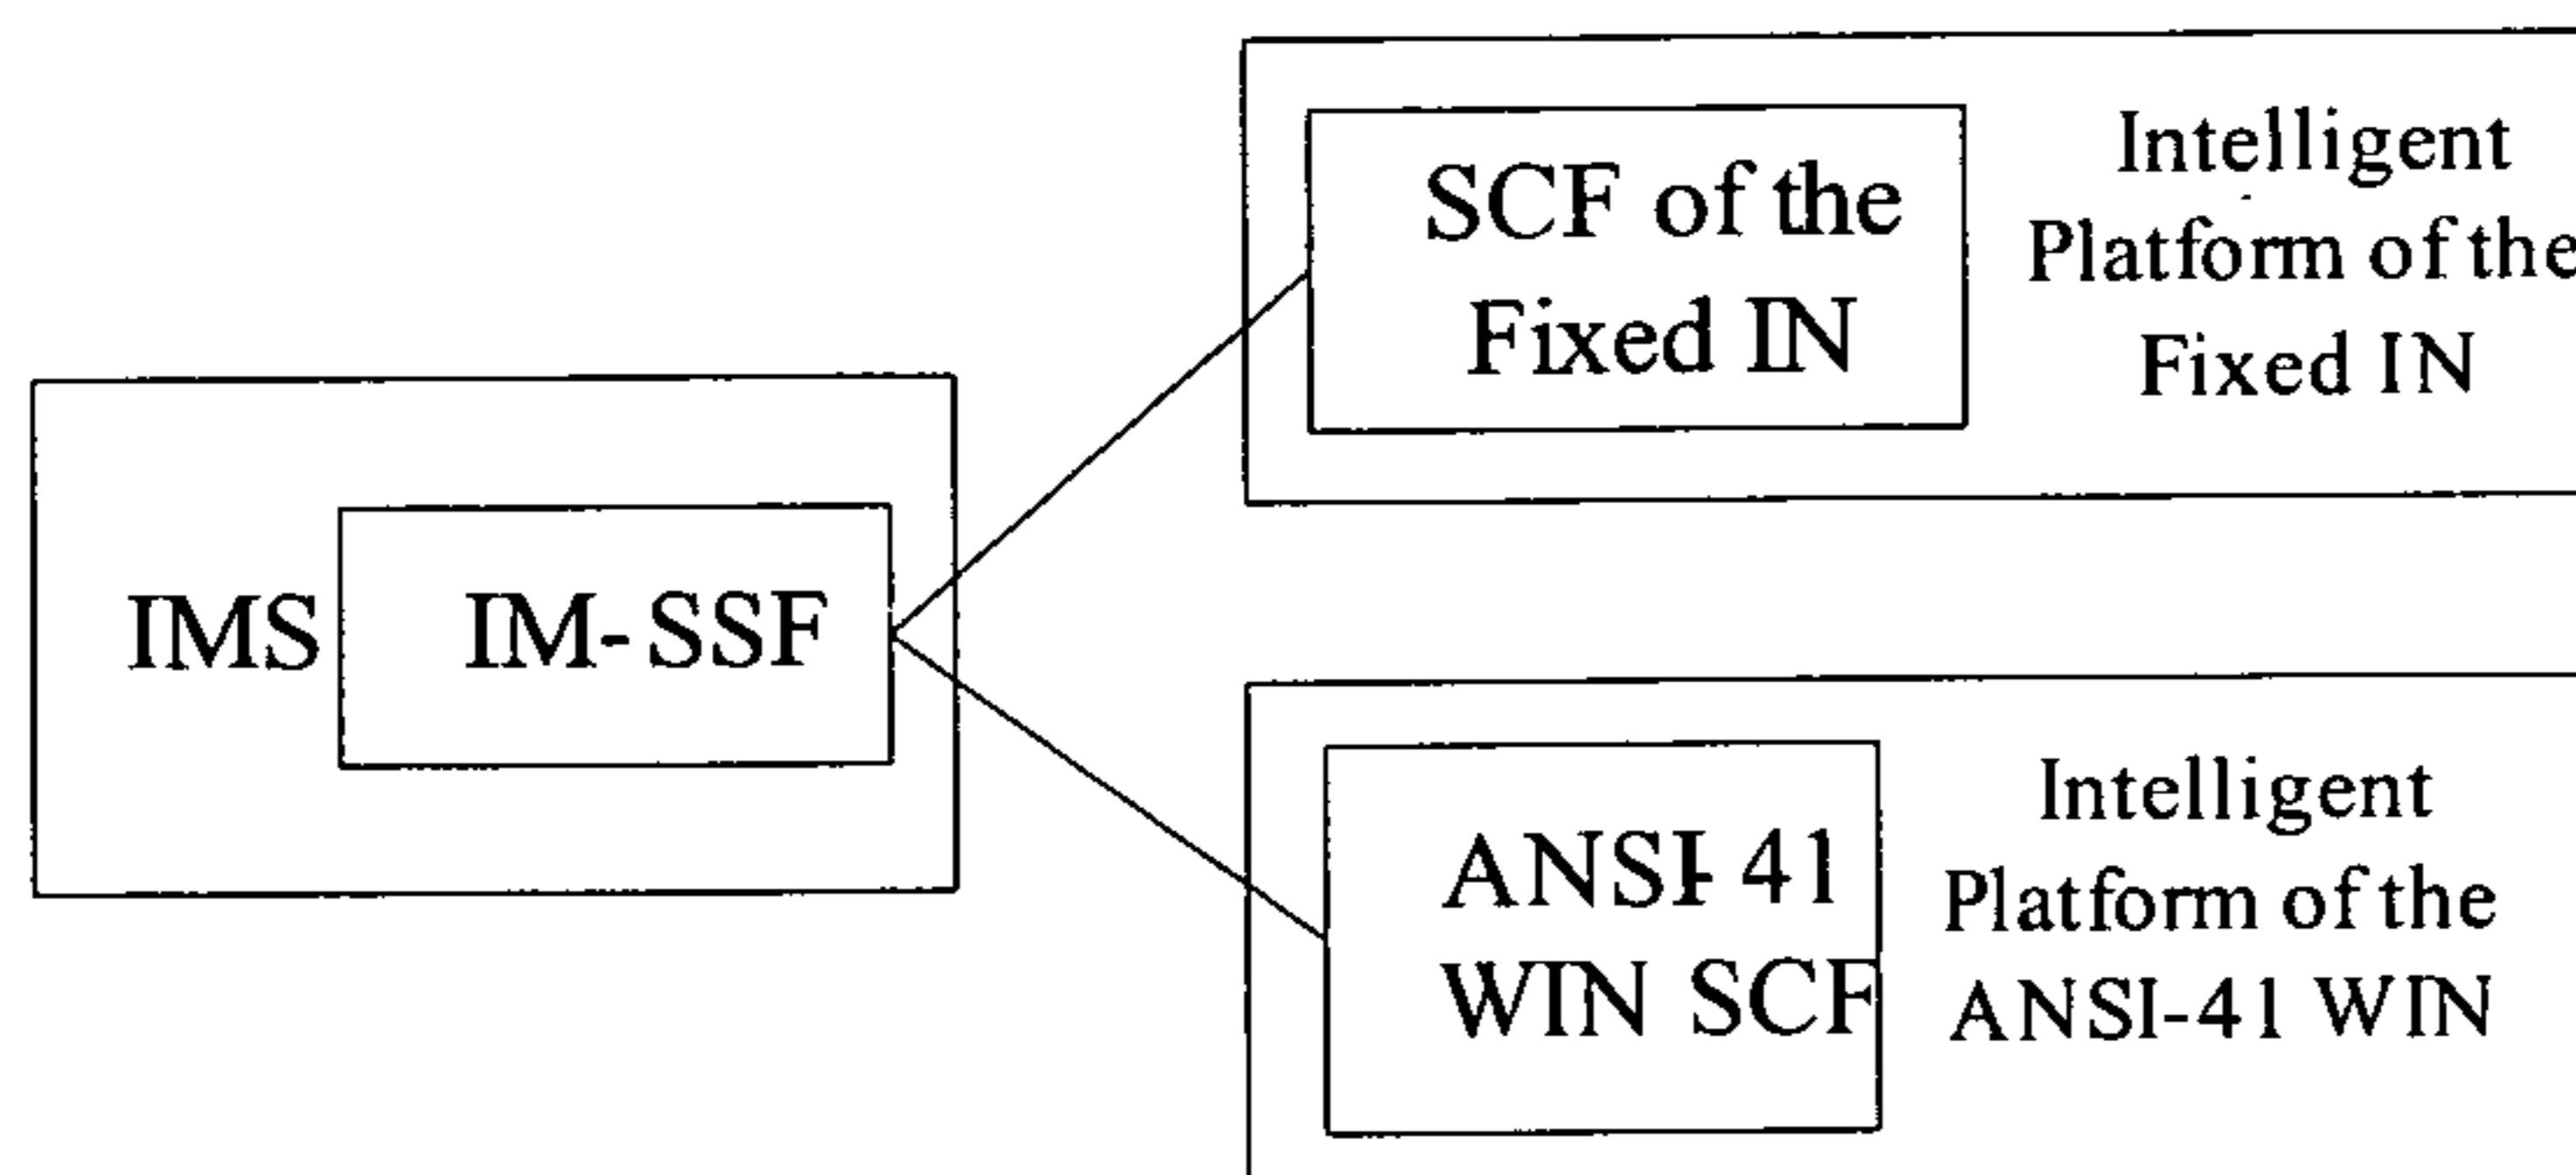 IMS
IM-SSF
SCF of the
Fixed IN
Intelligent
Platform of the
Fixed IN
ANSI-41
WIN SCF
Intelligent
Platform of the
ANSI-41 WIN